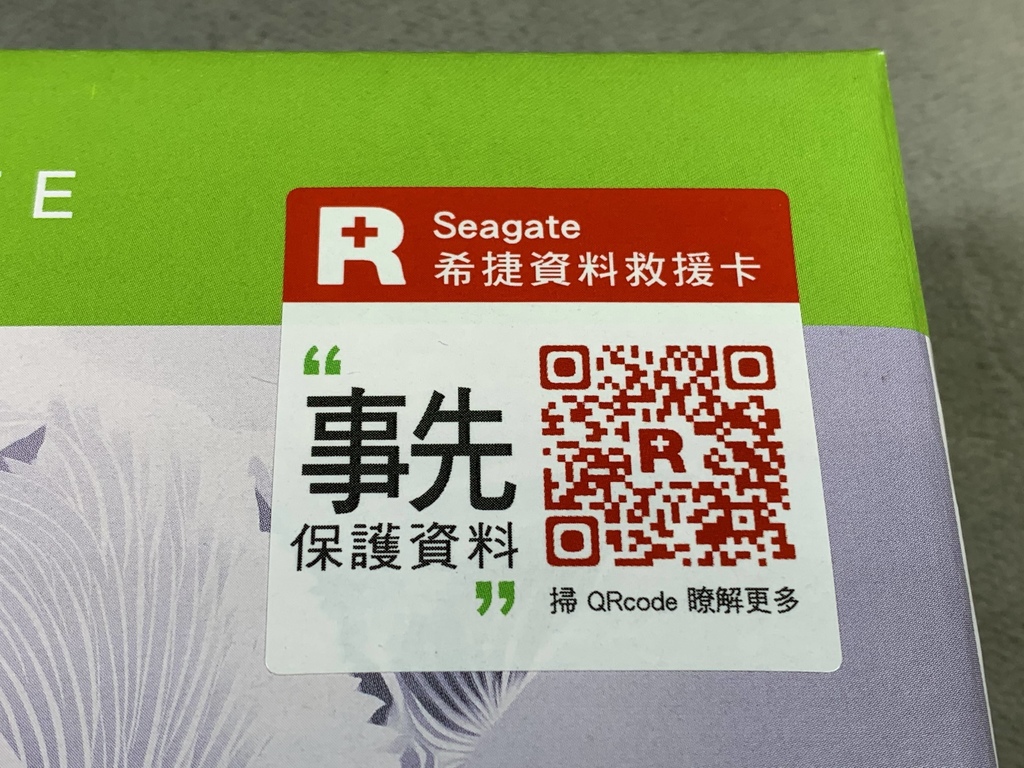 E
R
Seagate
希捷資料救援卡
“事先
保護資料”
R
掃 QRcode 瞭解更多